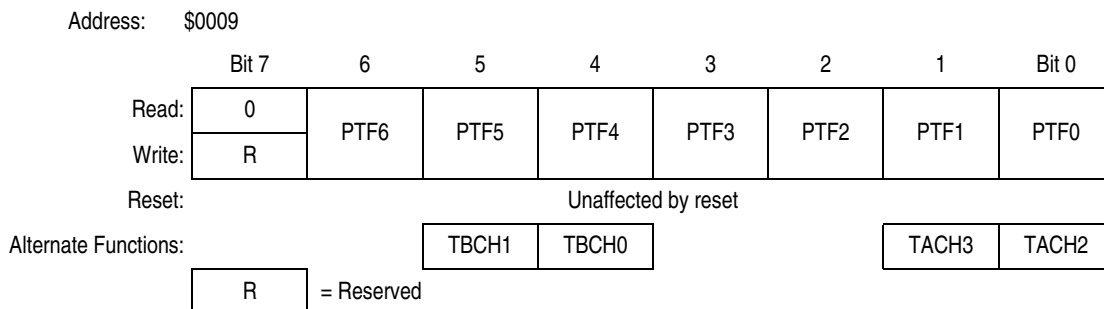 Address: $0009
Bit 7 6 5 4 3 2 1 Bit 0
Read: 0 PTF6 PTF5 PTF4 PTF3 PTF2 PTF1 PTF0
Write: R
Reset: Unaffected by reset
Alternate Functions: TBCH1 TBCH0 TACH3 TACH2
R = Reserved